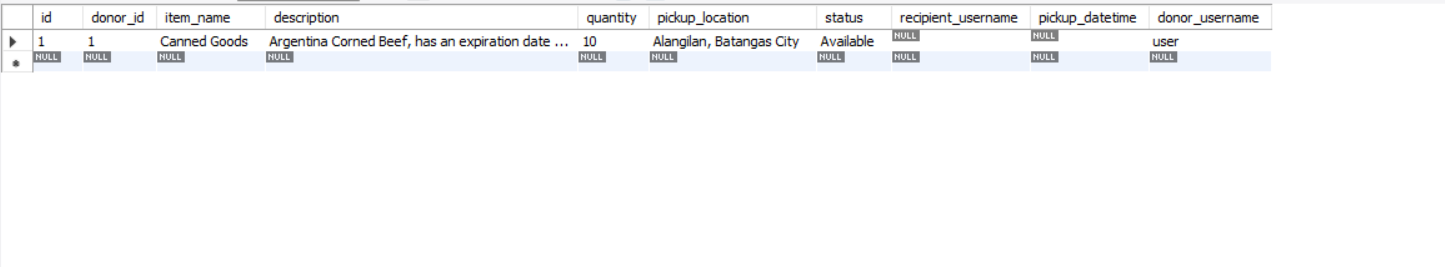 id donor_id item_name description quantity pickup_location status recipient_username pickup_datetime donor_username
1 1 Canned Goods Argentina Corned Beef, has an expiration date ... 10 Alangilan, Batangas City Available NULL NULL user
NULL NULL NULL NULL NULL NULL NULL NULL NULL NULL